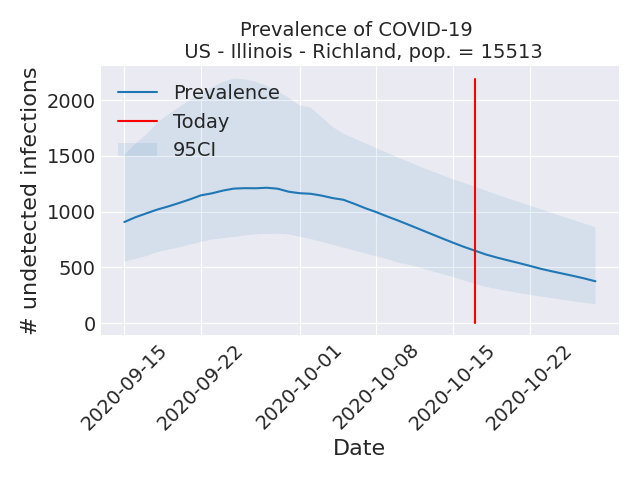 Prevalence of COVID-19
US - Illinois - Richland, pop. = 15513
# undetected infections
2000
1500
1000
500
0
Prevalence
Today
95CI
2020-09-15
2020-09-22
2020-10-01
2020-10-08
2020-10-15
2020-10-22
Date